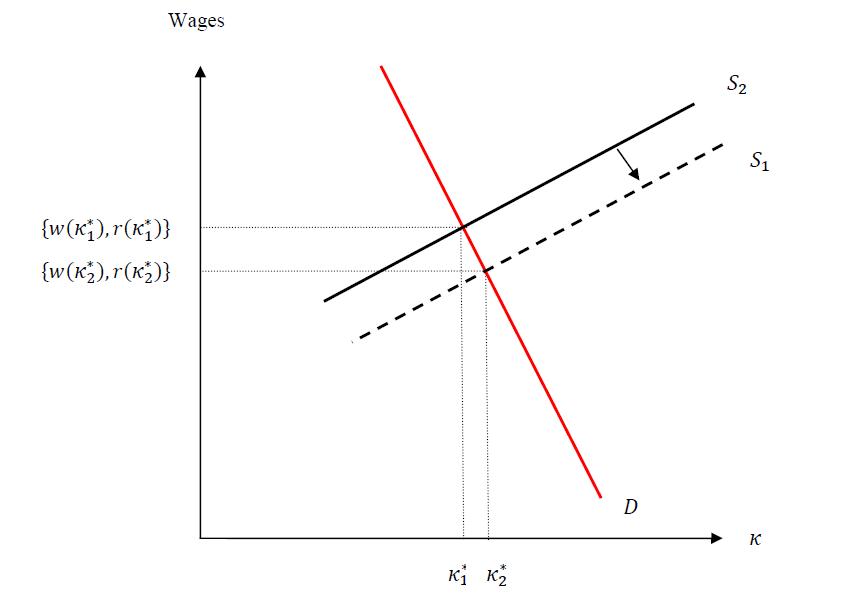 Wages
S₂
S₁
{w(κ₁*), r(κ₁*)}
{w(κ₂*), r(κ₂*)}
D
κ
κ₁* κ₂*